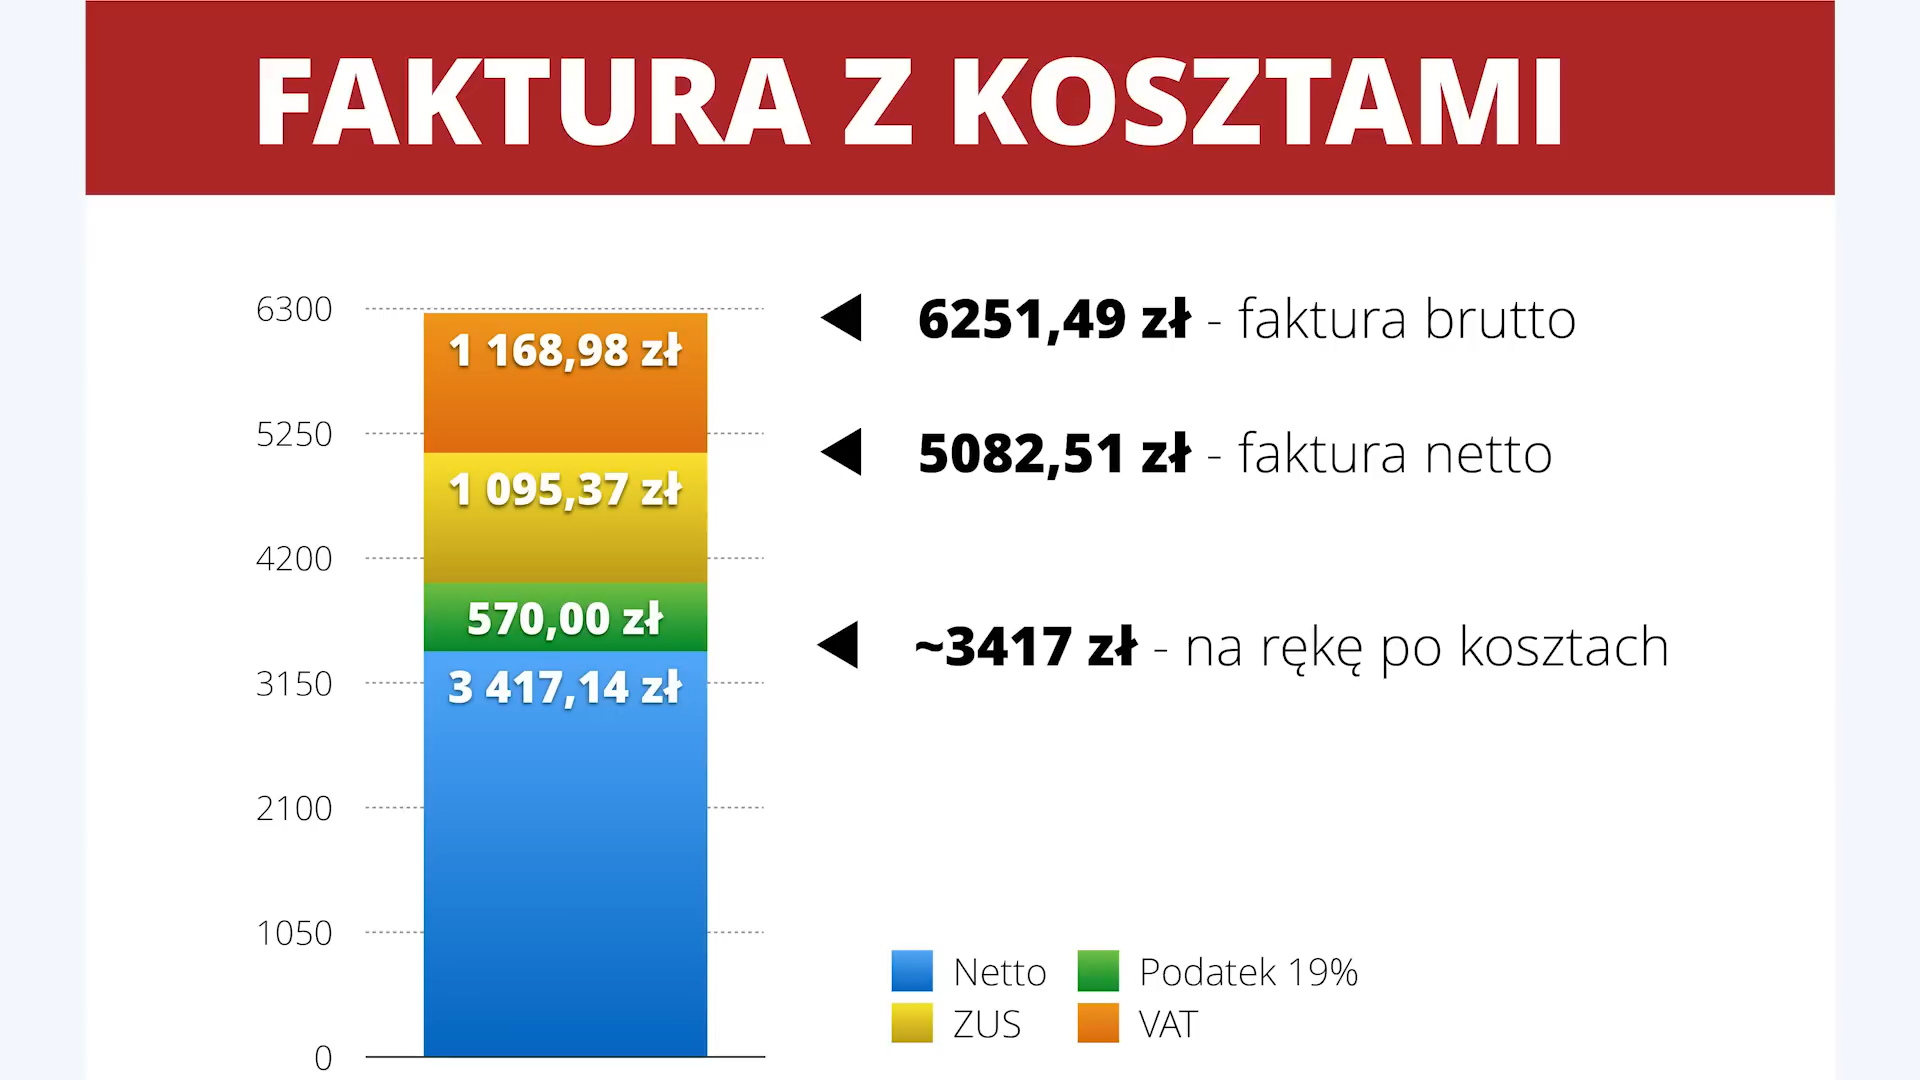 FAKTURA Z KOSZTAMI
6300
5250
4200
3150
2100
1050
0
1 168,98 zł
1 095,37 zł
570,00 zł
3 417,14 zł
6251,49 zł - faktura brutto
5082,51 zł - faktura netto
~3417 zł - na rękę po kosztach
Netto
Podatek 19%
ZUS
VAT